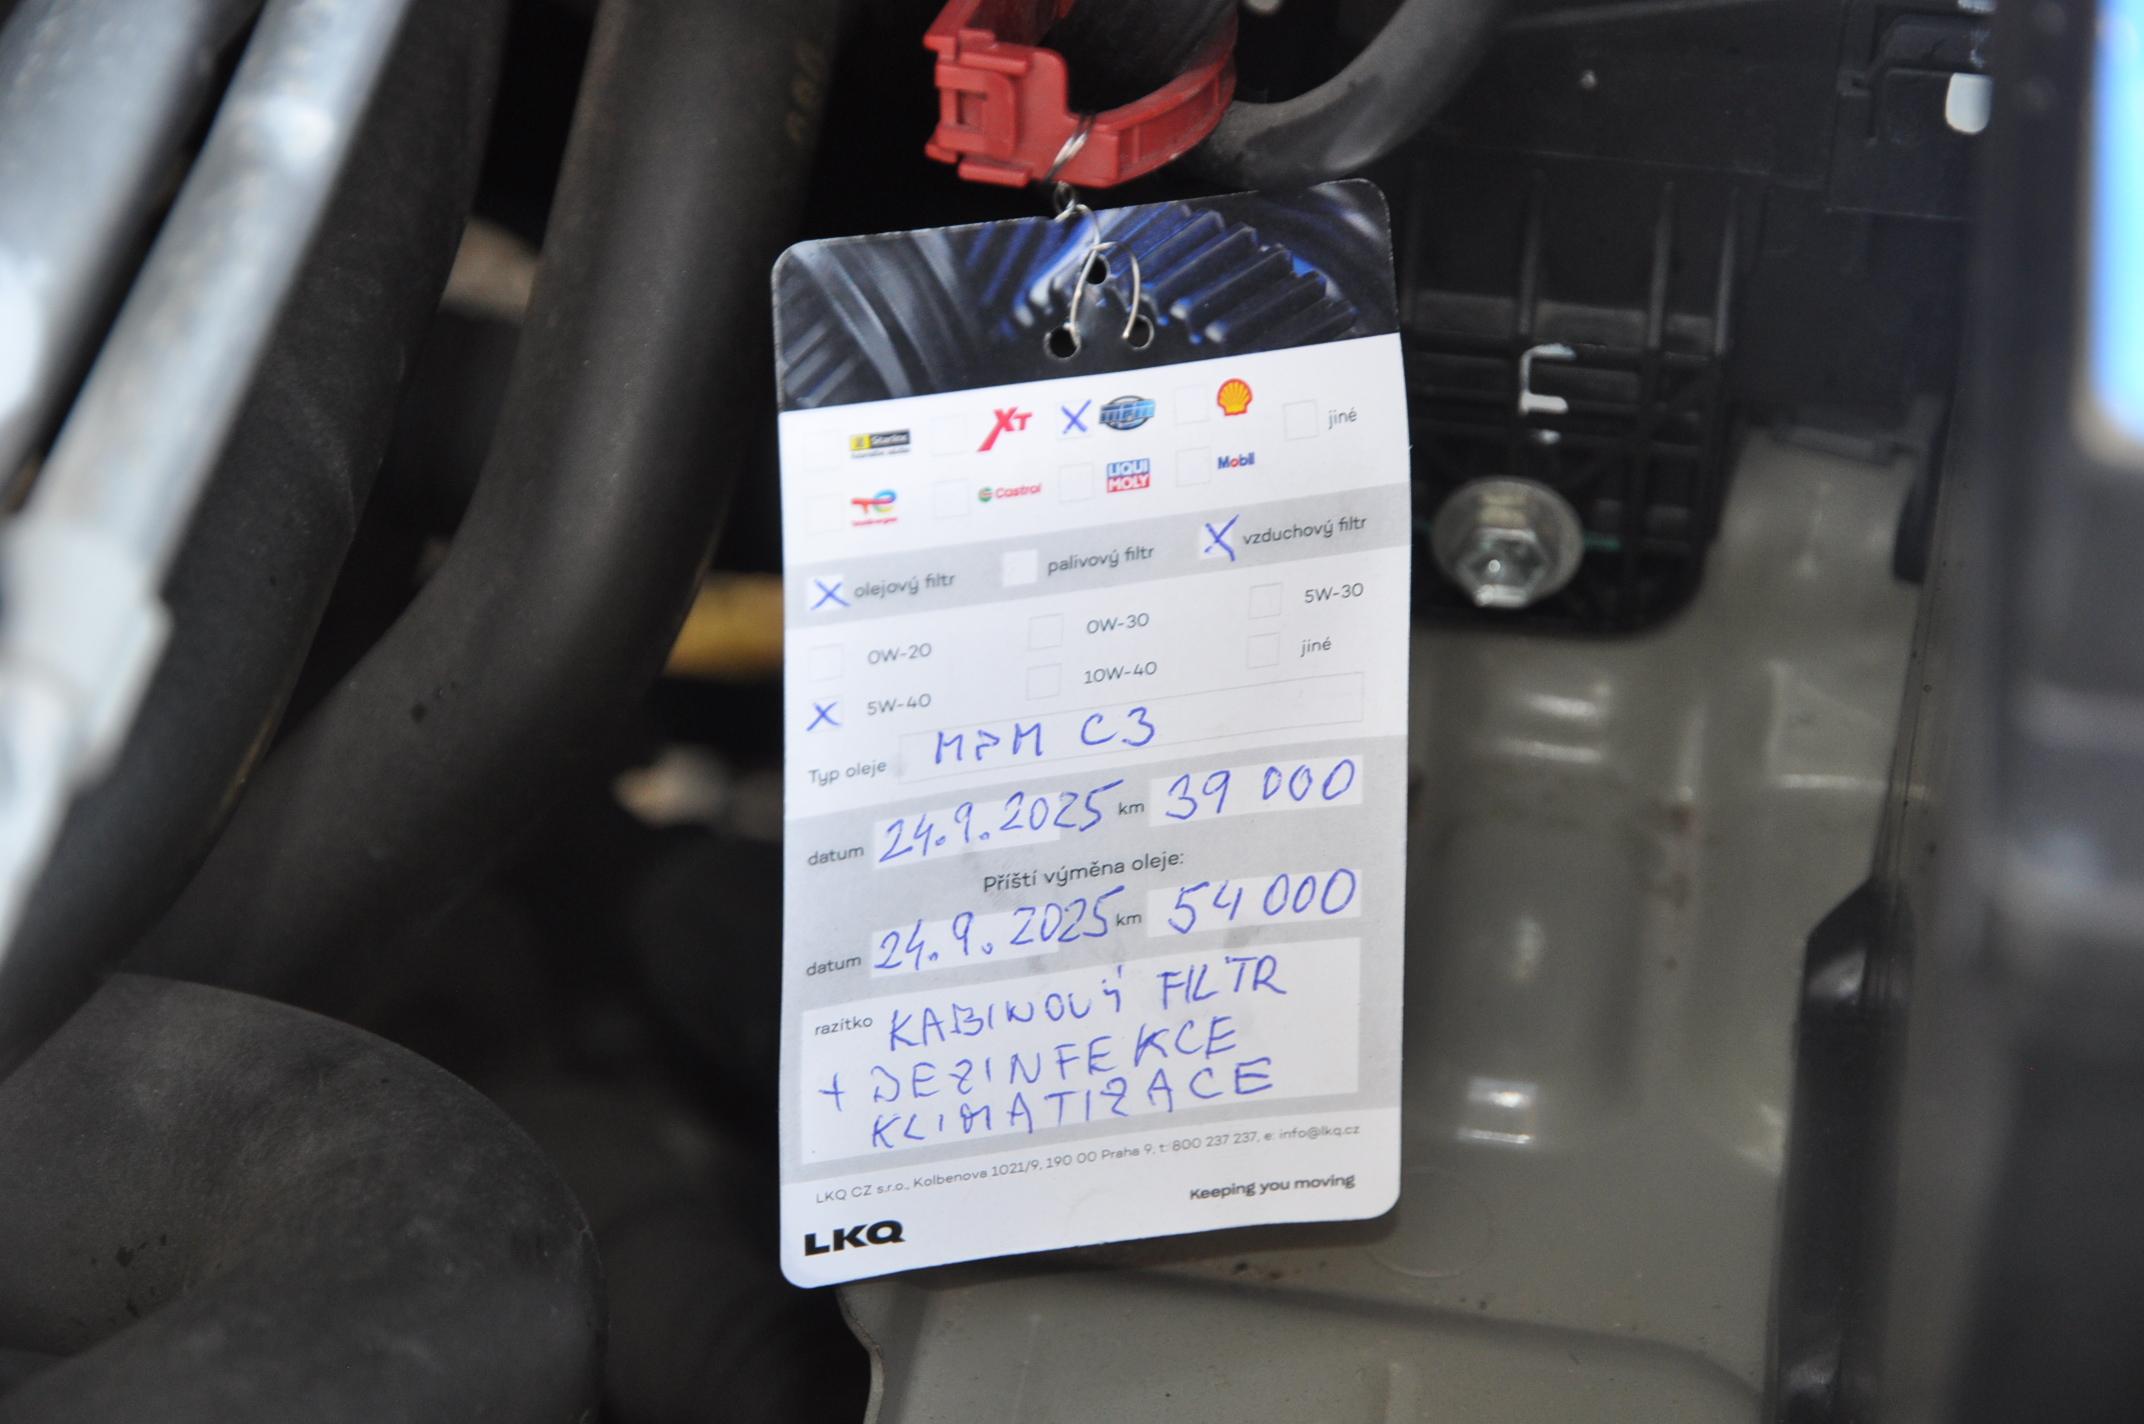 Starline XT MPM jiné
TotalEnergies Castrol LIQUI MOLY Mobil
X olejový filtr palivový filtr X vzduchový filtr
0W-20 0W-30 5W-30
X 5W-40 10W-40 jiné
Typ oleje MPM C3
datum 24.9.2025 km 39 000
Příští výměna oleje:
datum 24.9.2025 km 54 000
razítko KABINOVÝ FILTR
+ DEZINFEKCE
KLIMATIZACE
LKQ CZ s.r.o., Kolbenova 1021/9, 190 00 Praha 9, t: 800 237 237, e: info@lkq.cz
Keeping you moving
LKQ